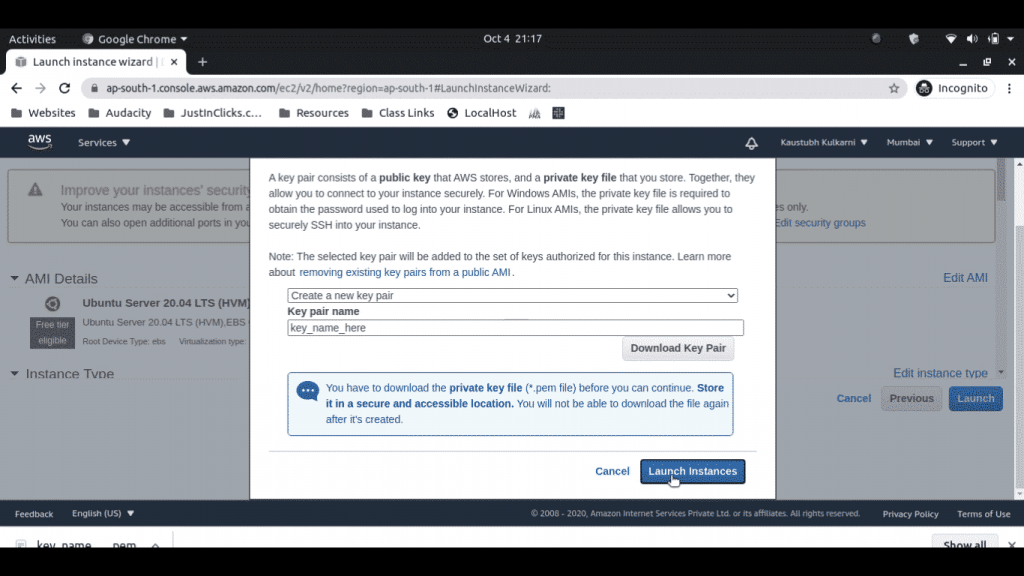 Activities
Google Chrome
Oct 4 21:17
Launch instance wizard |
ap-south-1.console.aws.amazon.com/ec2/v2/home?region=ap-south-1#LaunchInstanceWizard:
Incognito
Websites
Audacity
JustInClicks.c...
Resources
Class Links
LocalHost
aws
Services
Kaustubh Kulkarni
Mumbai
Support
A key pair consists of a public key that AWS stores, and a private key file that you store. Together, they
allow you to connect to your instance securely. For Windows AMIs, the private key file is required to
obtain the password used to log into your instance. For Linux AMIs, the private key file allows you to
securely SSH into your instance.
Note: The selected key pair will be added to the set of keys authorized for this instance. Learn more
about removing existing key pairs from a public AMI.
Create a new key pair
Key pair name
key_name_here
Download Key Pair
You have to download the private key file (*.pem file) before you can continue. Store
it in a secure and accessible location. You will not be able to download the file again
after it's created.
Cancel
Launch Instances
Improve your instances' security
Your instances may be accessible from a
es only.
You can also open additional ports in you
Edit security groups
AMI Details
Edit AMI
Ubuntu Server 20.04 LTS (HVM)
Free tier
eligible
Ubuntu Server 20.04 LTS (HVM),EBS
Root Device Type: ebs
Virtualization type:
Instance Type
Edit instance type
Cancel
Previous
Launch
Feedback
English (US)
© 2008 - 2020, Amazon Internet Services Private Ltd. or its affiliates. All rights reserved.
Privacy Policy
Terms of Use
key_name_
.pem
Show all